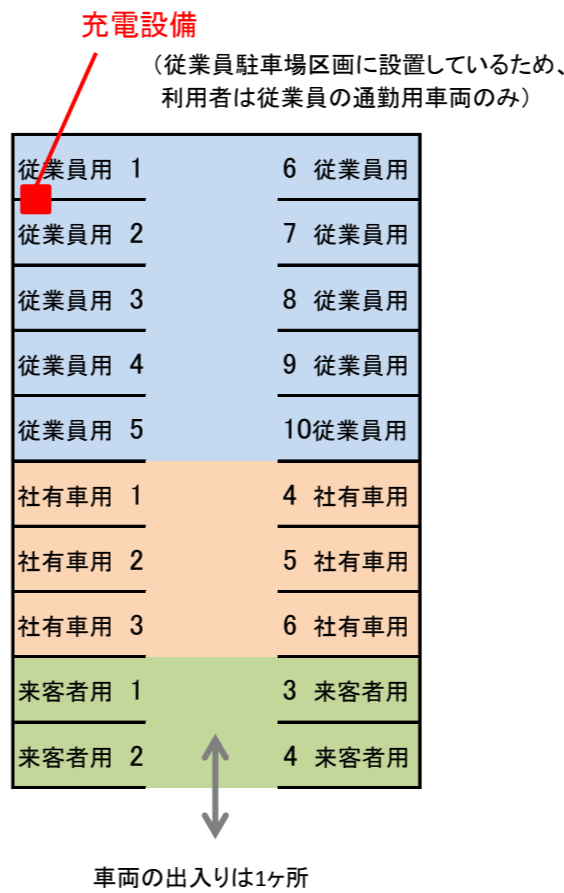 充電設備
（従業員駐車場区画に設置しているため、
利用者は従業員の通勤用車両のみ）
従業員用 1 6 従業員用
従業員用 2 7 従業員用
従業員用 3 8 従業員用
従業員用 4 9 従業員用
従業員用 5 10従業員用
社有車用 1 4 社有車用
社有車用 2 5 社有車用
社有車用 3 6 社有車用
来客者用 1 3 来客者用
来客者用 2 4 来客者用
車両の出入りは1ヶ所